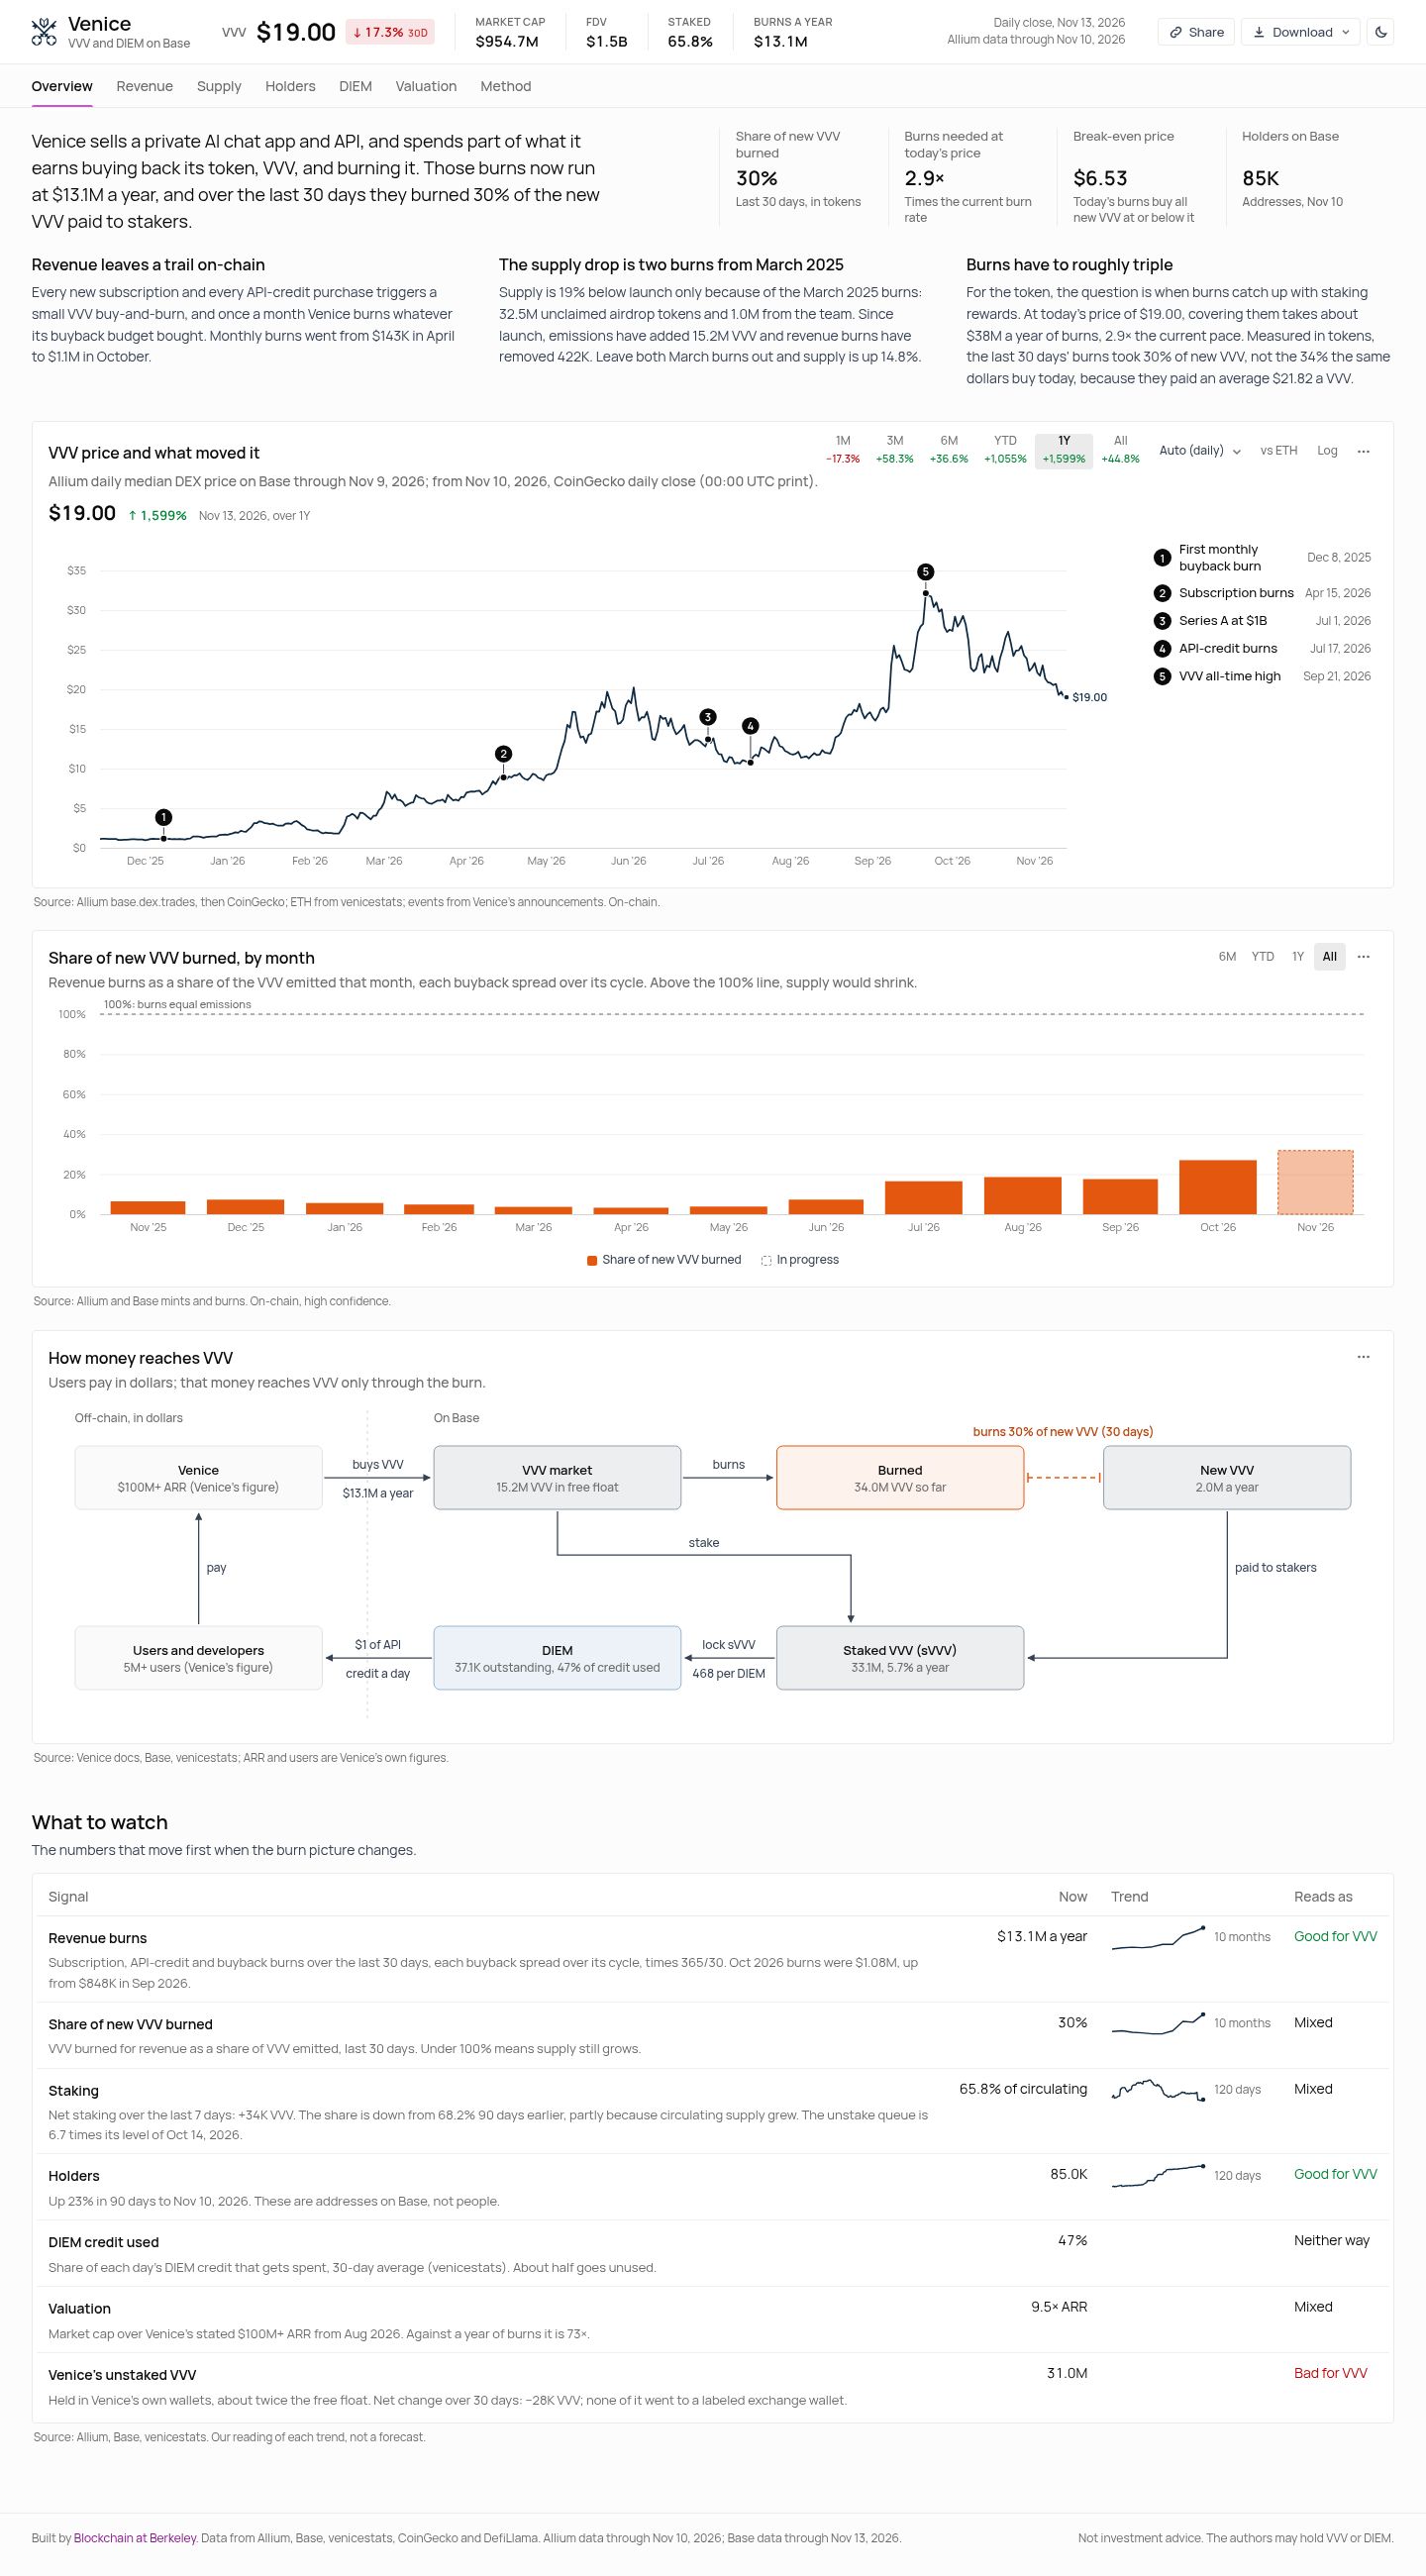 Venice
VVV and DIEM on Base
VVV $19.00 ↓ 17.3% 30D
MARKET CAP
$954.7M
FDV
$1.5B
STAKED
65.8%
BURNS A YEAR
$13.1M
Daily close, Nov 13, 2026
Allium data through Nov 10, 2026
Share
Download
Overview Revenue Supply Holders DIEM Valuation Method
Venice sells a private AI chat app and API, and spends part of what it
earns buying back its token, VVV, and burning it. Those burns now run
at $13.1M a year, and over the last 30 days they burned 30% of the new
VVV paid to stakers.
Share of new VVV
burned
30%
Last 30 days, in tokens
Burns needed at
today's price
2.9×
Times the current burn
rate
Break-even price
$6.53
Today's burns buy all
new VVV at or below it
Holders on Base
85K
Addresses, Nov 10
Revenue leaves a trail on-chain
Every new subscription and every API-credit purchase triggers a
small VVV buy-and-burn, and once a month Venice burns whatever
its buyback budget bought. Monthly burns went from $143K in April
to $1.1M in October.
The supply drop is two burns from March 2025
Supply is 19% below launch only because of the March 2025 burns:
32.5M unclaimed airdrop tokens and 1.0M from the team. Since
launch, emissions have added 15.2M VVV and revenue burns have
removed 422K. Leave both March burns out and supply is up 14.8%.
Burns have to roughly triple
For the token, the question is when burns catch up with staking
rewards. At today's price of $19.00, covering them takes about
$38M a year of burns, 2.9× the current pace. Measured in tokens,
the last 30 days' burns took 30% of new VVV, not the 34% the same
dollars buy today, because they paid an average $21.82 a VVV.
VVV price and what moved it
1M 3M 6M YTD 1Y All
−17.3% +58.3% +36.6% +1,055% +1,599% +44.8%
Auto (daily) vs ETH Log ···
Allium daily median DEX price on Base through Nov 9, 2026; from Nov 10, 2026, CoinGecko daily close (00:00 UTC print).
$19.00 ↑ 1,599% Nov 13, 2026, over 1Y
$35
$30
$25
$20
$15
$10
$5
$0
1
2
3
4
5
$19.00
Dec '25 Jan '26 Feb '26 Mar '26 Apr '26 May '26 Jun '26 Jul '26 Aug '26 Sep '26 Oct '26 Nov '26
1 First monthly
buyback burn Dec 8, 2025
2 Subscription burns Apr 15, 2026
3 Series A at $1B Jul 1, 2026
4 API-credit burns Jul 17, 2026
5 VVV all-time high Sep 21, 2026
Source: Allium base.dex.trades, then CoinGecko; ETH from venicestats; events from Venice's announcements. On-chain.
Share of new VVV burned, by month
6M YTD 1Y All ···
Revenue burns as a share of the VVV emitted that month, each buyback spread over its cycle. Above the 100% line, supply would shrink.
100%: burns equal emissions
100%
80%
60%
40%
20%
0%
Nov '25 Dec '25 Jan '26 Feb '26 Mar '26 Apr '26 May '26 Jun '26 Jul '26 Aug '26 Sep '26 Oct '26 Nov '26
Share of new VVV burned In progress
Source: Allium and Base mints and burns. On-chain, high confidence.
How money reaches VVV
···
Users pay in dollars; that money reaches VVV only through the burn.
Off-chain, in dollars
On Base
burns 30% of new VVV (30 days)
Venice
$100M+ ARR (Venice's figure)
buys VVV
$13.1M a year
VVV market
15.2M VVV in free float
burns
Burned
34.0M VVV so far
New VVV
2.0M a year
stake
pay
paid to stakers
Users and developers
5M+ users (Venice's figure)
$1 of API
credit a day
DIEM
37.1K outstanding, 47% of credit used
lock sVVV
468 per DIEM
Staked VVV (sVVV)
33.1M, 5.7% a year
Source: Venice docs, Base, venicestats; ARR and users are Venice's own figures.
What to watch
The numbers that move first when the burn picture changes.
Signal Now Trend Reads as
Revenue burns $13.1M a year 10 months Good for VVV
Subscription, API-credit and buyback burns over the last 30 days, each buyback spread over its cycle, times 365/30. Oct 2026 burns were $1.08M, up
from $848K in Sep 2026.
Share of new VVV burned 30% 10 months Mixed
VVV burned for revenue as a share of VVV emitted, last 30 days. Under 100% means supply still grows.
Staking 65.8% of circulating 120 days Mixed
Net staking over the last 7 days: +34K VVV. The share is down from 68.2% 90 days earlier, partly because circulating supply grew. The unstake queue is
6.7 times its level of Oct 14, 2026.
Holders 85.0K 120 days Good for VVV
Up 23% in 90 days to Nov 10, 2026. These are addresses on Base, not people.
DIEM credit used 47% Neither way
Share of each day's DIEM credit that gets spent, 30-day average (venicestats). About half goes unused.
Valuation 9.5× ARR Mixed
Market cap over Venice's stated $100M+ ARR from Aug 2026. Against a year of burns it is 73×.
Venice's unstaked VVV 31.0M Bad for VVV
Held in Venice's own wallets, about twice the free float. Net change over 30 days: −28K VVV; none of it went to a labeled exchange wallet.
Source: Allium, Base, venicestats. Our reading of each trend, not a forecast.
Built by Blockchain at Berkeley. Data from Allium, Base, venicestats, CoinGecko and DefiLlama. Allium data through Nov 10, 2026; Base data through Nov 13, 2026.
Not investment advice. The authors may hold VVV or DIEM.